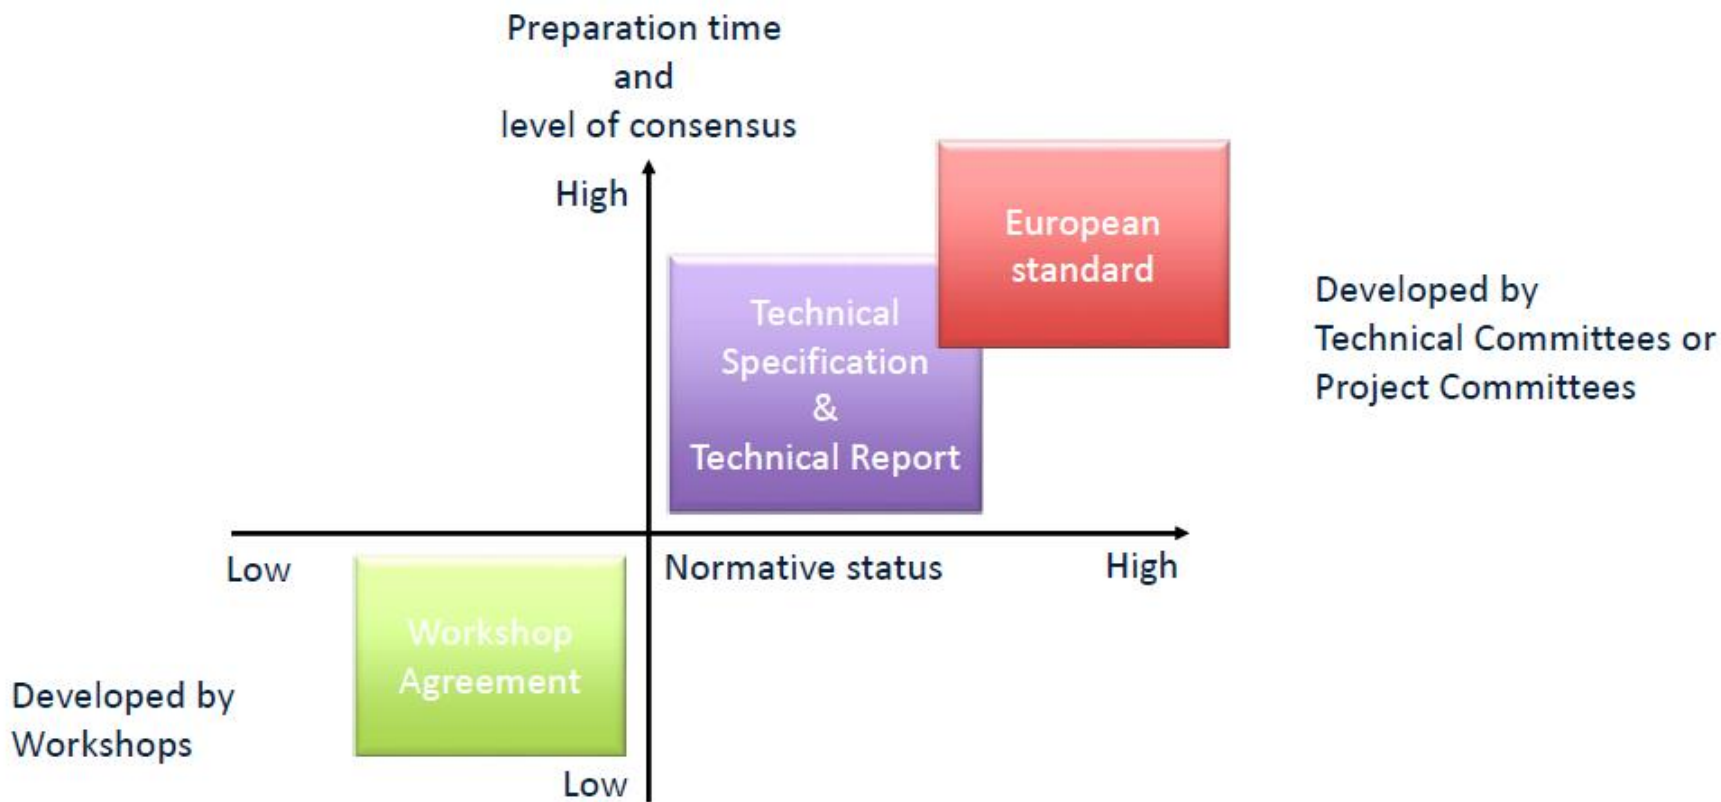 Preparation time
and
level of consensus
High
European
standard
Technical
Specification
&
Technical Report
Developed by
Technical Committees or
Project Committees
Low
Normative status
High
Workshop
Agreement
Developed by
Workshops
Low